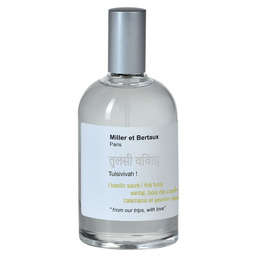 Miller et Bertaux
Paris
तुलसी विवाह
Tulsivivah !
( basilic sacré / thé tulsi,
santal, bois de
calamansi et
"from our trips, with love"